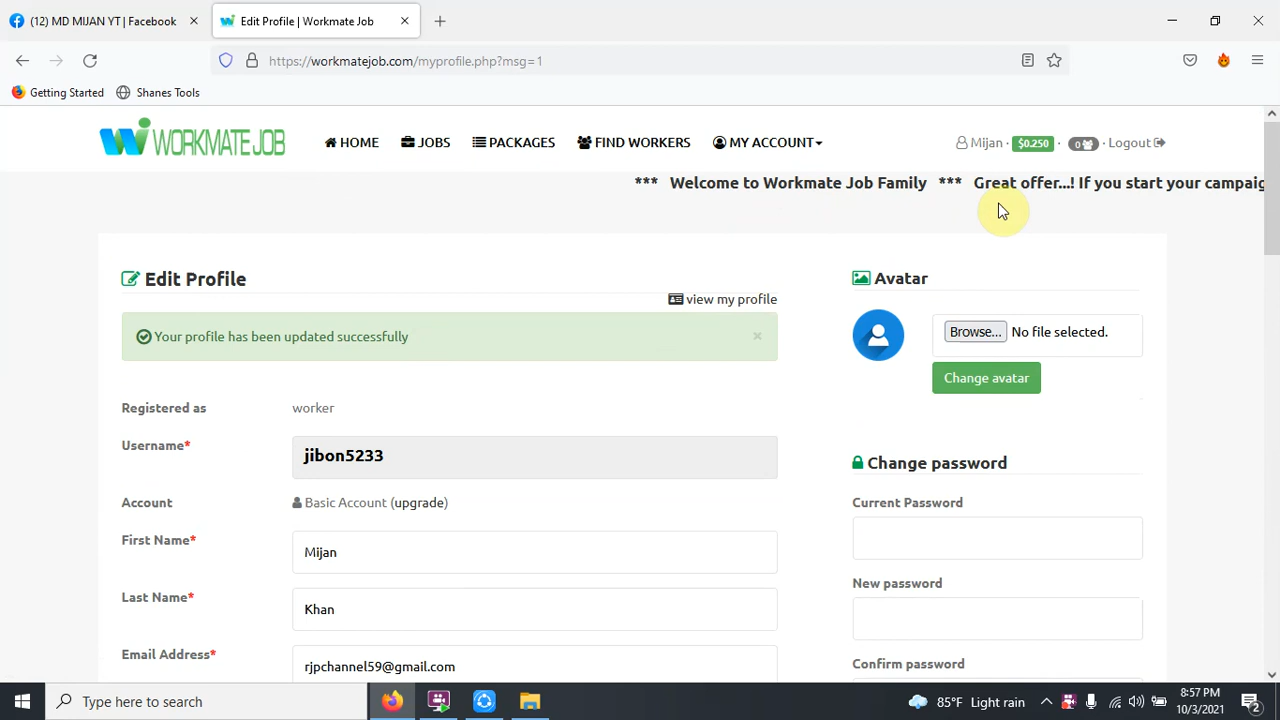 (12) MD MIJAN YT | Facebook
Edit Profile | Workmate Job
https://workmatejob.com/myprofile.php?msg=1
Getting Started
Shanes Tools
WORKMATE JOB
HOME
JOBS
PACKAGES
FIND WORKERS
MY ACCOUNT
Mijan · $0.250 · 0 · Logout
*** Welcome to Workmate Job Family *** Great offer...! If you start your campaig
Edit Profile
view my profile
Your profile has been updated successfully
Registered as worker
Username* jibon5233
Account Basic Account (upgrade)
First Name* Mijan
Last Name* Khan
Email Address* rjpchannel59@gmail.com
Avatar
Browse... No file selected.
Change avatar
Change password
Current Password
New password
Confirm password
Type here to search
85°F Light rain
8:57 PM
10/3/2021
2